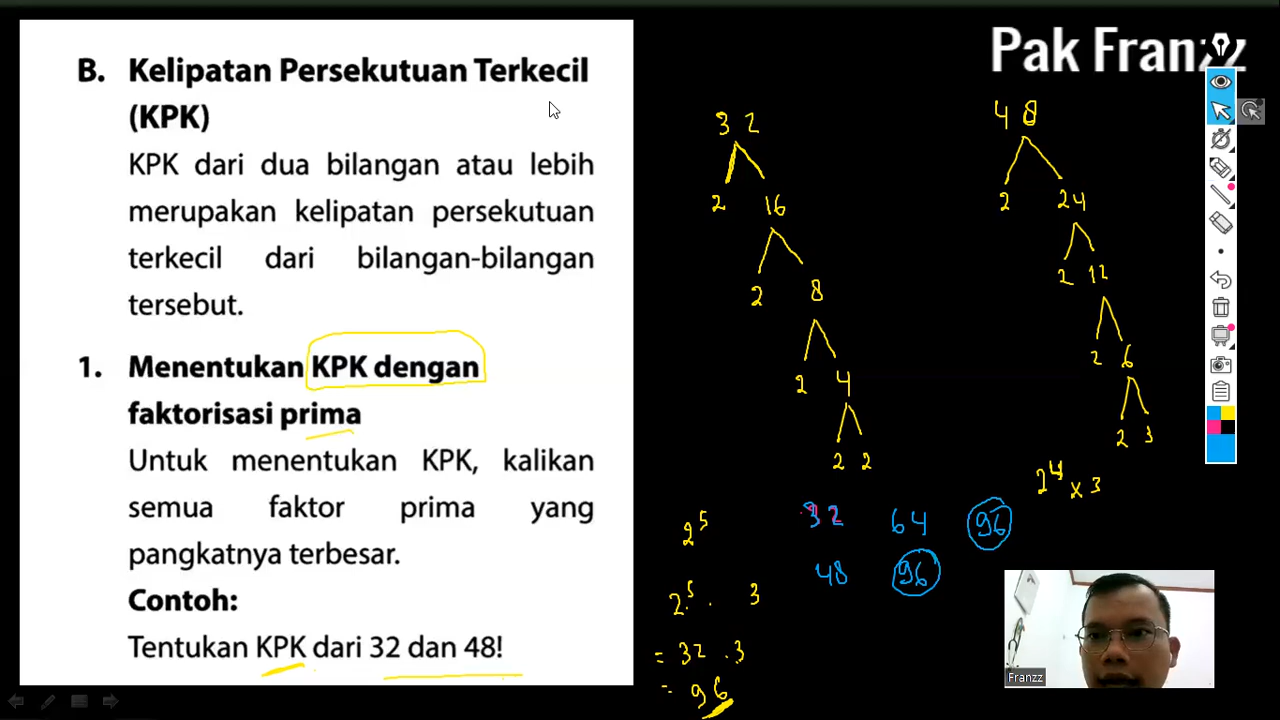 B. Kelipatan Persekutuan Terkecil
(KPK)
KPK dari dua bilangan atau lebih
merupakan kelipatan persekutuan
terkecil dari bilangan-bilangan
tersebut.
1. Menentukan KPK dengan
faktorisasi prima
Untuk menentukan KPK, kalikan
semua faktor prima yang
pangkatnya terbesar.
Contoh:
Tentukan KPK dari 32 dan 48!
Pak Franzz
32
2 16
2 8
2 4
2 2
48
2 24
2 12
2 6
2 3
2⁴ x 3
2⁵
2⁵ . 3
= 32 . 3
= 96
32 64 96
48 96
Franzz